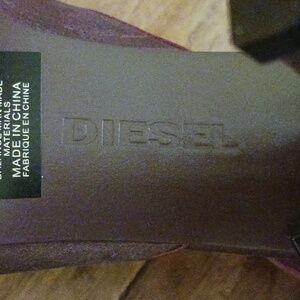 MATERIALS
MADE IN CHINA
FABRIQUE EN CHINE
DIESEL